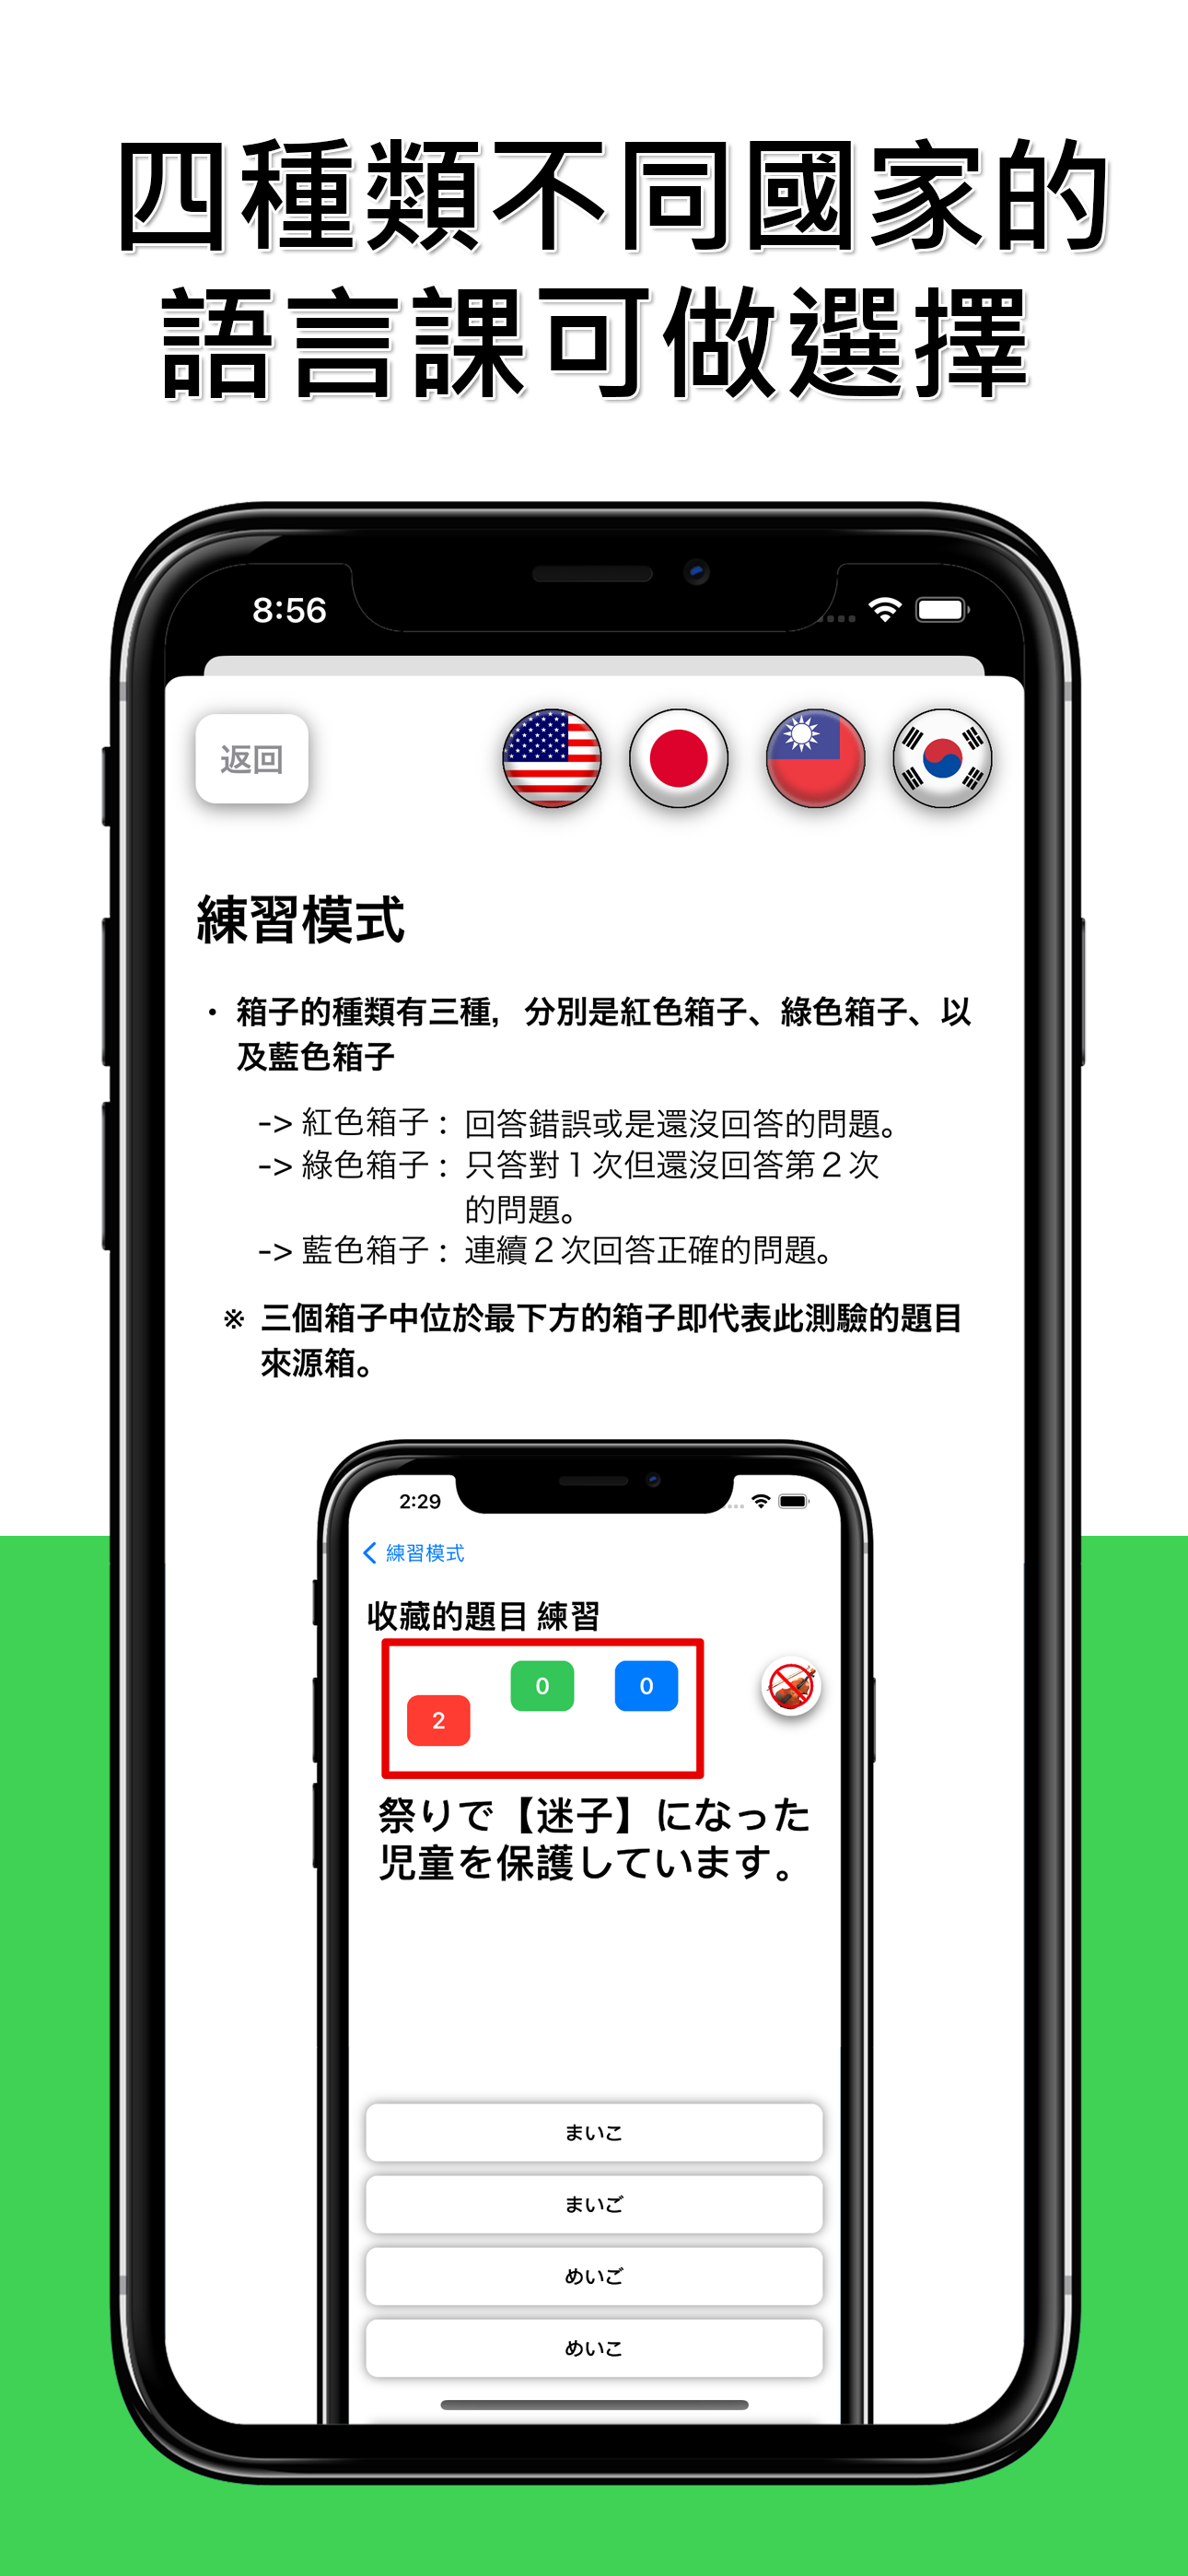 四種類不同國家的
語言課可做選擇
8:56
返回
練習模式
・ 箱子的種類有三種，分別是紅色箱子、綠色箱子、以
及藍色箱子
-> 紅色箱子： 回答錯誤或是還沒回答的問題。
-> 綠色箱子： 只答對１次但還沒回答第２次
的問題。
-> 藍色箱子： 連續２次回答正確的問題。
※ 三個箱子中位於最下方的箱子即代表此測驗的題目
來源箱。
2:29
練習模式
收藏的題目 練習
2 0 0
祭りで【迷子】になった
児童を保護しています。
まいこ
まいご
めいご
めいこ